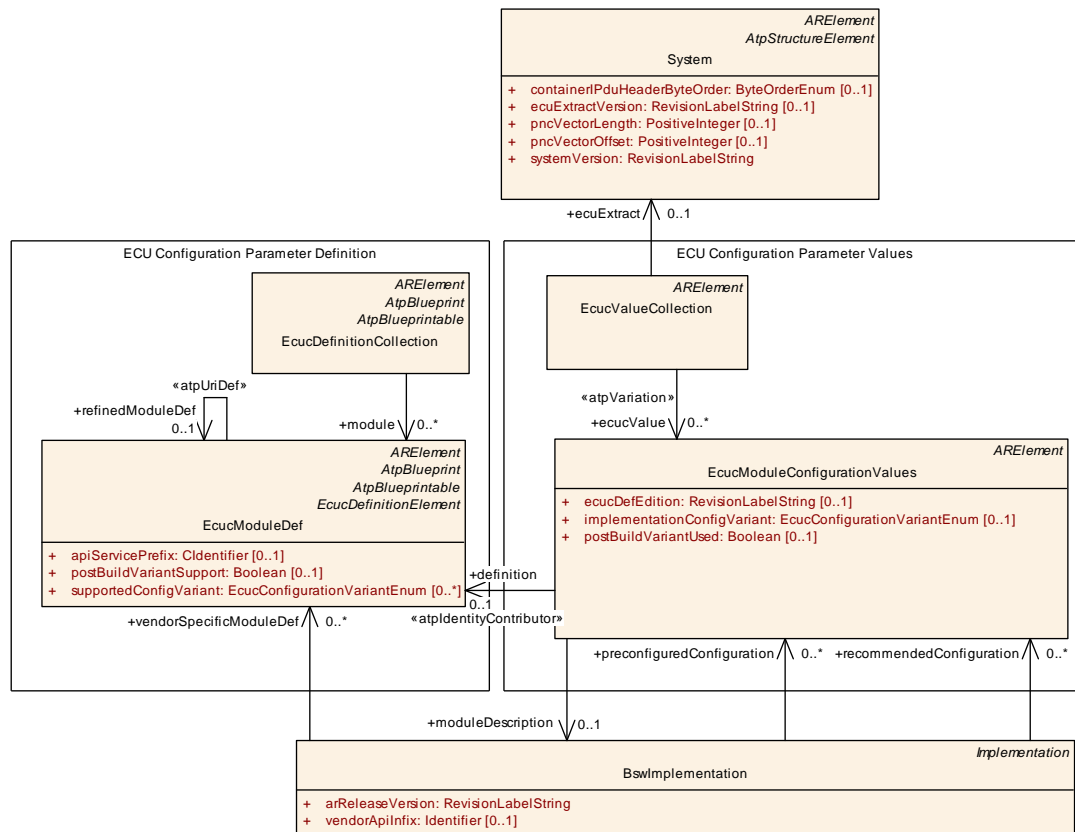 ARElement
AtpStructureElement
System
+ containerIPduHeaderByteOrder: ByteOrderEnum [0..1]
+ ecuExtractVersion: RevisionLabelString [0..1]
+ pncVectorLength: PositiveInteger [0..1]
+ pncVectorOffset: PositiveInteger [0..1]
+ systemVersion: RevisionLabelString
+ecuExtract 0..1
ECU Configuration Parameter Definition
ECU Configuration Parameter Values
ARElement
AtpBlueprint
AtpBlueprintable
EcucDefinitionCollection
ARElement
EcucValueCollection
«atpUriDef»
+refinedModuleDef
0..1
+module 0..*
«atpVariation»
+ecucValue 0..*
ARElement
AtpBlueprint
AtpBlueprintable
EcucDefinitionElement
EcucModuleDef
+ apiServicePrefix: CIdentifier [0..1]
+ postBuildVariantSupport: Boolean [0..1]
+ supportedConfigVariant: EcucConfigurationVariantEnum [0..*]
ARElement
EcucModuleConfigurationValues
+ ecucDefEdition: RevisionLabelString [0..1]
+ implementationConfigVariant: EcucConfigurationVariantEnum [0..1]
+ postBuildVariantUsed: Boolean [0..1]
+definition
0..1
«atpIdentityContributor»
+vendorSpecificModuleDef 0..*
+preconfiguredConfiguration 0..*
+recommendedConfiguration 0..*
+moduleDescription 0..1
Implementation
BswImplementation
+ arReleaseVersion: RevisionLabelString
+ vendorApiInfix: Identifier [0..1]